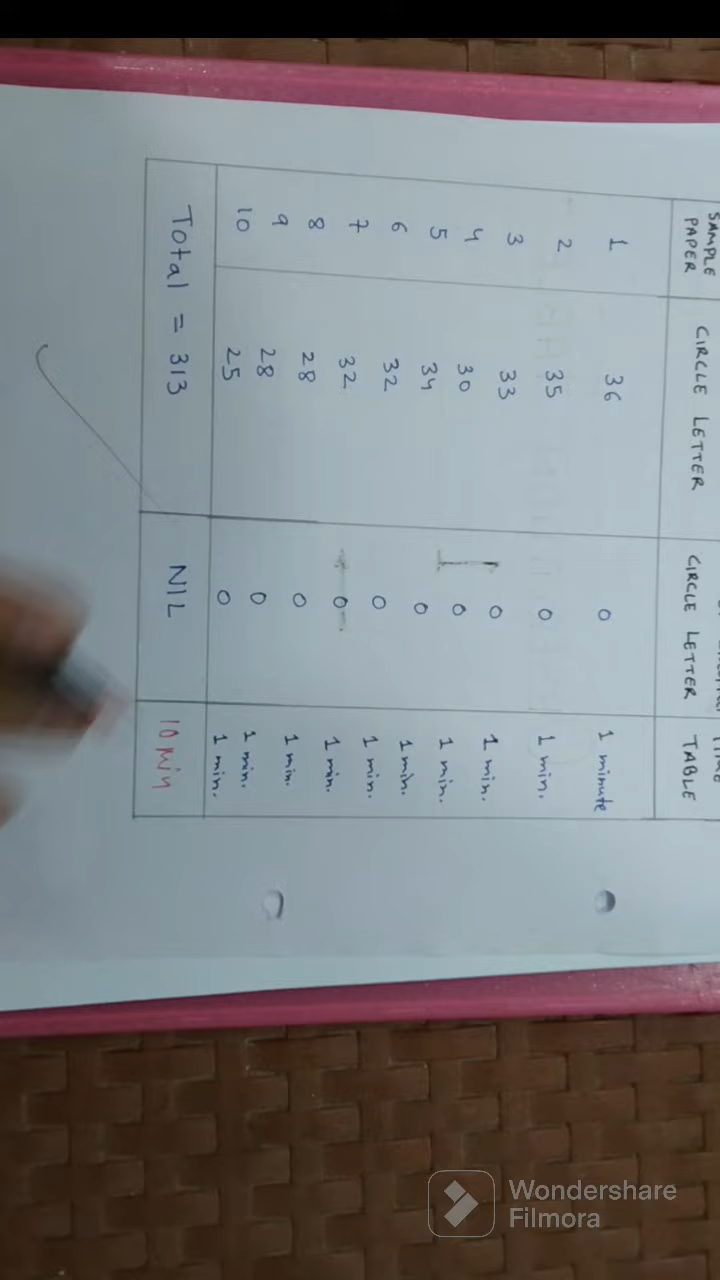 SAMPLE PAPER CIRCLE LETTER CIRCLE LETTER TABLE
1 36 0 1 minute
2 35 0 1 min.
3 33 0 1 min.
4 30 0 1 min.
5 34 0 1 min.
6 32 0 1 min.
7 32 0 1 min.
8 28 0 1 min.
9 28 0 1 min.
10 25 0 1 min.
Total = 313 NIL 10 Min
Wondershare
Filmora